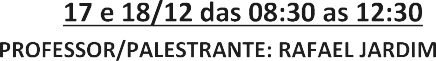 17 e 18/12 das 08:30 as 12:30
PROFESSOR/PALESTRANTE: RAFAEL JARDIM